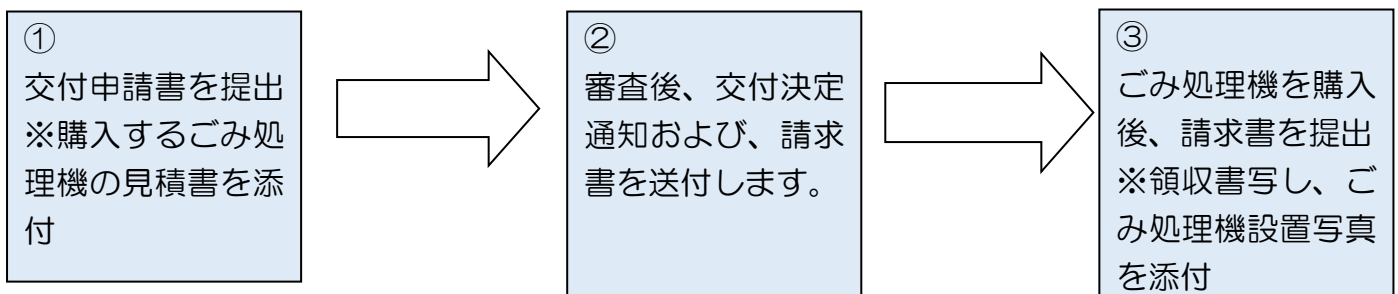 ①
交付申請書を提出
※購入するごみ処
理機の見積書を添
付
②
審査後、交付決定
通知および、請求
書を送付します。
③
ごみ処理機を購入
後、請求書を提出
※領収書写し、ご
み処理機設置写真
を添付